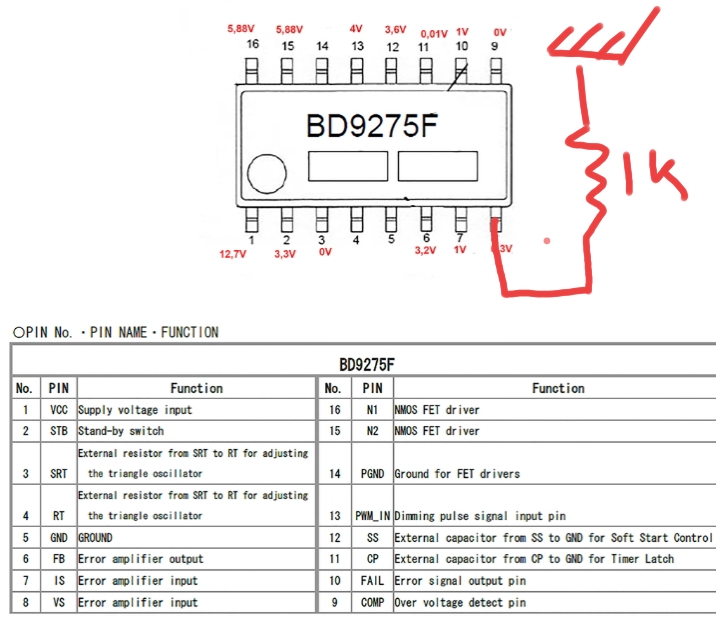 5,88V 5,88V 4V 3,6V 0,01V 1V 0V
16 15 14 13 12 11 10 9
BD9275F
1K
1 2 3 4 5 6 7
12,7V 3,3V 0V 3,2V 1V
○PIN No. ・PIN NAME・FUNCTION
BD9275F
No. PIN Function No. PIN Function
1 VCC Supply voltage input 16 N1 NMOS FET driver
2 STB Stand-by switch 15 N2 NMOS FET driver
External resistor from SRT to RT for adjusting
3 SRT the triangle oscillator 14 PGND Ground for FET drivers
External resistor from SRT to RT for adjusting
4 RT the triangle oscillator 13 PWM_IN Dimming pulse signal input pin
5 GND GROUND 12 SS External capacitor from SS to GND for Soft Start Control
6 FB Error amplifier output 11 CP External capacitor from CP to GND for Timer Latch
7 IS Error amplifier input 10 FAIL Error signal output pin
8 VS Error amplifier input 9 COMP Over voltage detect pin